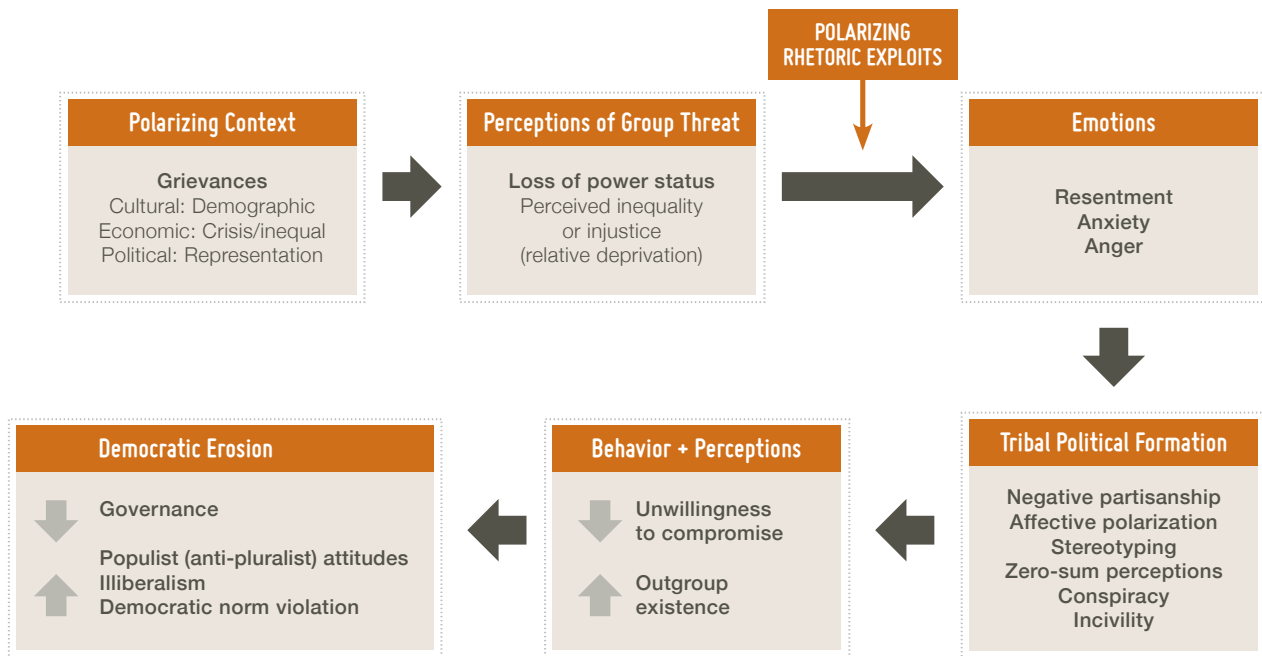 POLARIZING
RHETORIC EXPLOITS
Polarizing Context
Grievances
Cultural: Demographic
Economic: Crisis/inequal
Political: Representation
Perceptions of Group Threat
Loss of power status
Perceived inequality
or injustice
(relative deprivation)
Emotions
Resentment
Anxiety
Anger
Tribal Political Formation
Negative partisanship
Affective polarization
Stereotyping
Zero-sum perceptions
Conspiracy
Incivility
Behavior + Perceptions
Unwillingness
to compromise
Outgroup
existence
Democratic Erosion
Governance
Populist (anti-pluralist) attitudes
Illiberalism
Democratic norm violation